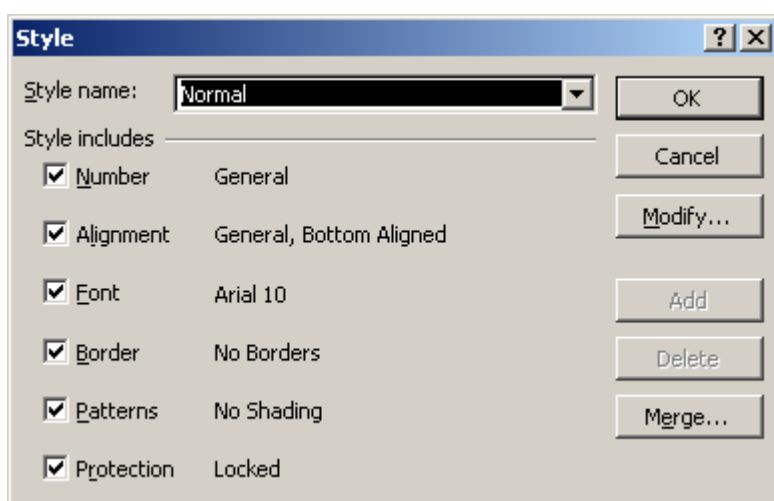 Style
Style name: Normal OK
Style includes Cancel
Number General
Modify...
Alignment General, Bottom Aligned
Font Arial 10 Add
Border No Borders Delete
Patterns No Shading Merge...
Protection Locked